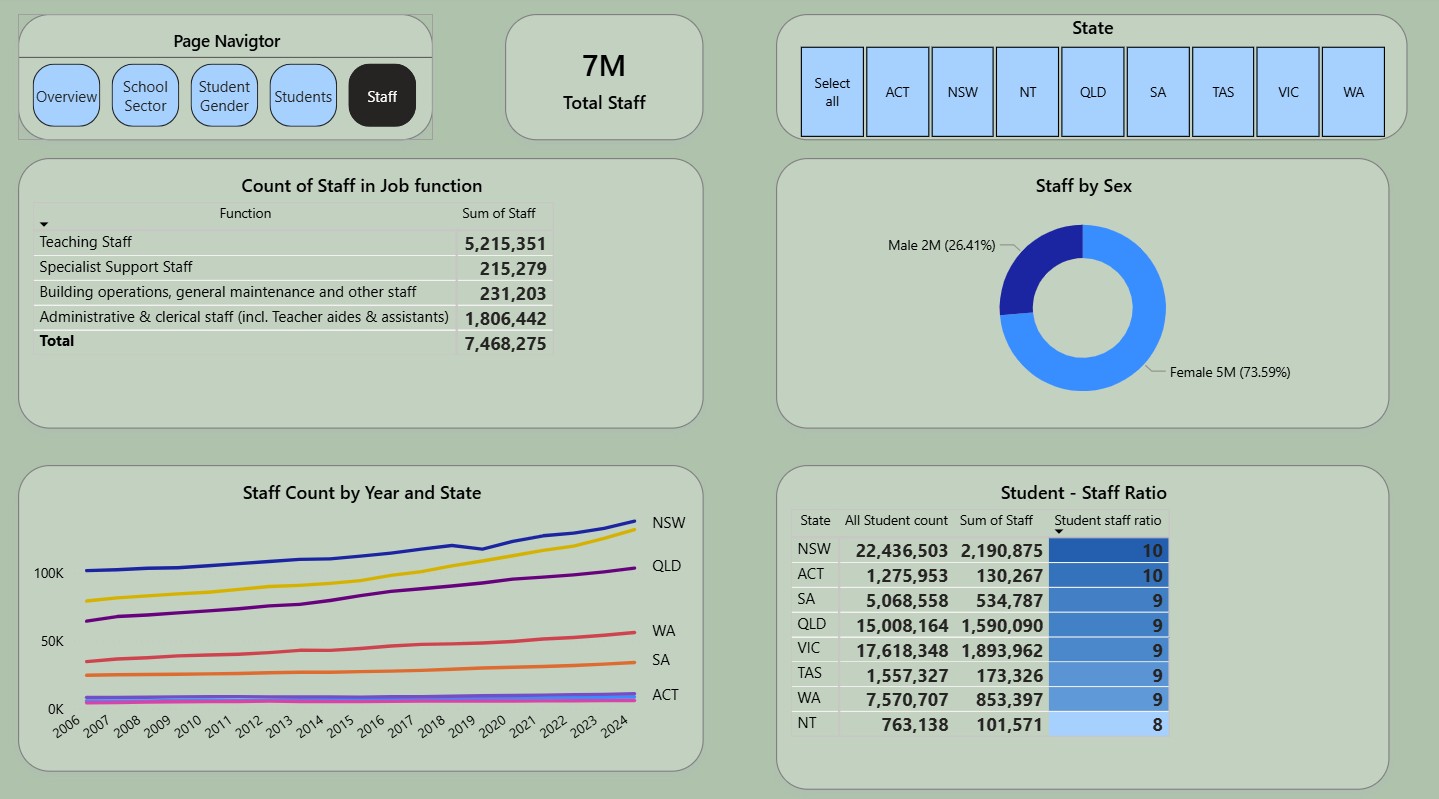 Page Navigtor
Overview
School
Sector
Student
Gender
Students
Staff
7M
Total Staff
State
Select
all
ACT
NSW
NT
QLD
SA
TAS
VIC
WA
Count of Staff in Job function
Function Sum of Staff
Teaching Staff 5,215,351
Specialist Support Staff 215,279
Building operations, general maintenance and other staff 231,203
Administrative & clerical staff (incl. Teacher aides & assistants) 1,806,442
Total 7,468,275
Staff by Sex
Male 2M (26.41%)
Female 5M (73.59%)
Staff Count by Year and State
NSW
100K
QLD
50K
WA
SA
ACT
0K
2006 2007 2008 2009 2010 2011 2012 2013 2014 2015 2016 2017 2018 2019 2020 2021 2022 2023 2024
Student - Staff Ratio
State All Student count Sum of Staff Student staff ratio
NSW 22,436,503 2,190,875 10
ACT 1,275,953 130,267 10
SA 5,068,558 534,787 9
QLD 15,008,164 1,590,090 9
VIC 17,618,348 1,893,962 9
TAS 1,557,327 173,326 9
WA 7,570,707 853,397 9
NT 763,138 101,571 8